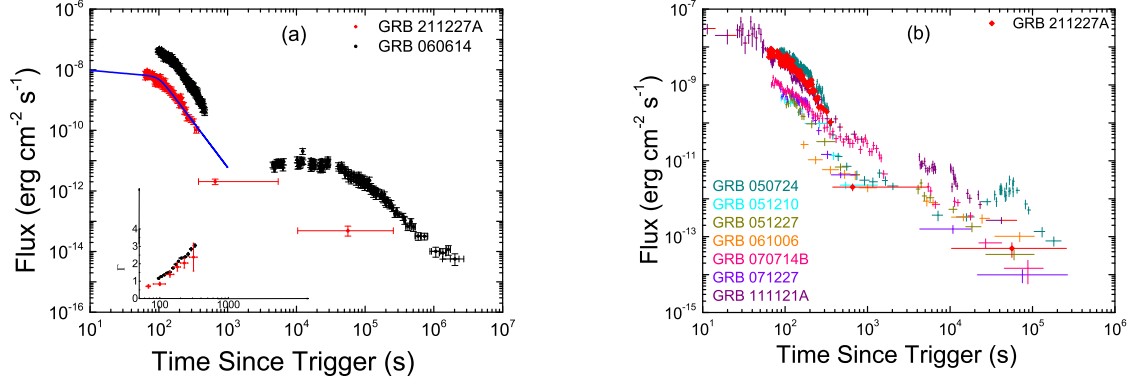 (a)
GRB 211227A
GRB 060614
Flux (erg cm⁻² s⁻¹)
10⁻⁶
10⁻⁸
10⁻¹⁰
10⁻¹²
10⁻¹⁴
10⁻¹⁶
Γ
4
3
2
1
0
100 1000
10¹ 10² 10³ 10⁴ 10⁵ 10⁶ 10⁷
Time Since Trigger (s)
(b)
GRB 211227A
Flux (erg cm⁻² s⁻¹)
10⁻⁷
10⁻⁹
10⁻¹¹
10⁻¹³
10⁻¹⁵
GRB 050724
GRB 051210
GRB 051227
GRB 061006
GRB 070714B
GRB 071227
GRB 111121A
10¹ 10² 10³ 10⁴ 10⁵ 10⁶
Time Since Trigger (s)